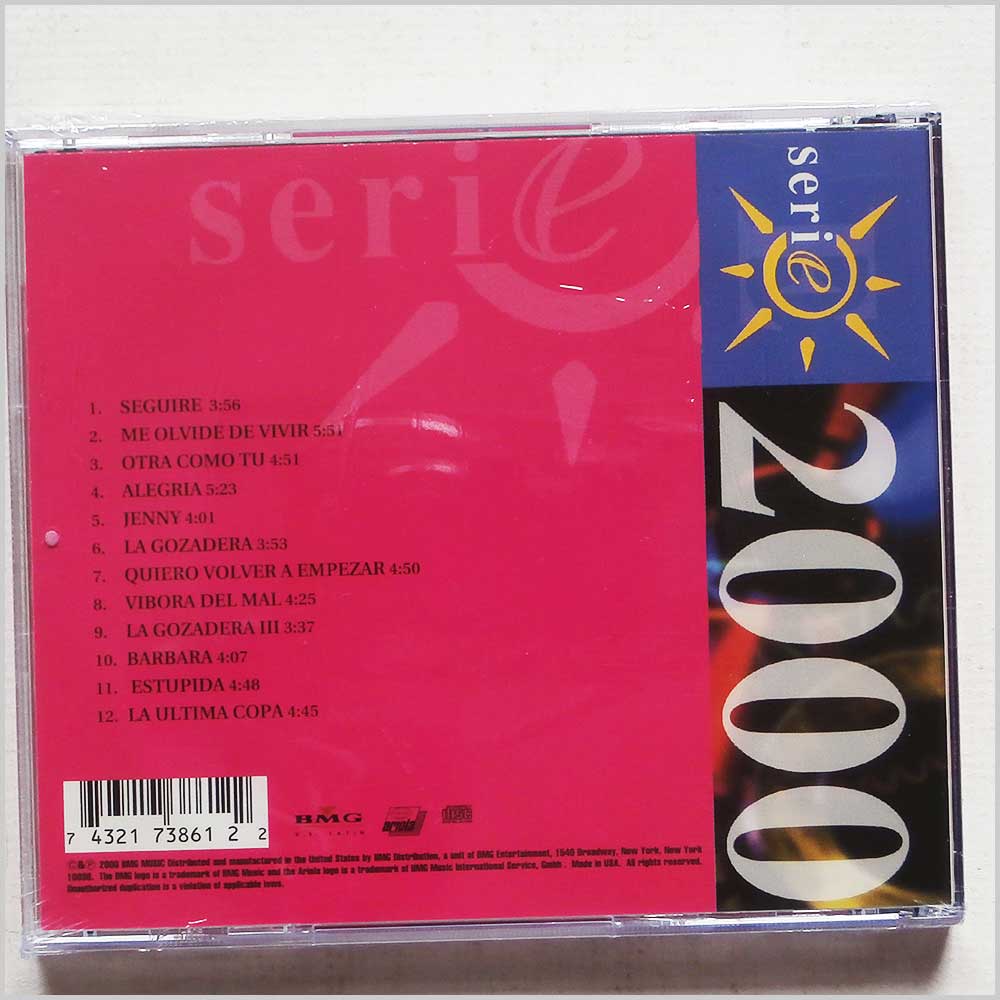 serie
1. SEGUIRE 3:56
2. ME OLVIDE DE VIVIR 5:51
3. OTRA COMO TU 4:51
4. ALEGRIA 5:23
5. JENNY 4:01
6. LA GOZADERA 3:53
7. QUIERO VOLVER A EMPEZAR 4:50
8. VIBORA DEL MAL 4:25
9. LA GOZADERA III 3:37
10. BARBARA 4:07
11. ESTUPIDA 4:48
12. LA ULTIMA COPA 4:45
7 43217 38612 2
BMG
U.S. LATIN
ariola
disc
©&℗ 2000 BMG MUSIC Distributed and manufactured in the United States by BMG Distribution, a unit of BMG Entertainment, 1540 Broadway, New York, New York
10036. The BMG logo is a trademark of BMG Music and the Ariola logo is a trademark of BMG Music International Service, Gmbh . Made in USA. All rights reserved.
Unauthorized duplication is a violation of applicable laws.
serie
2000